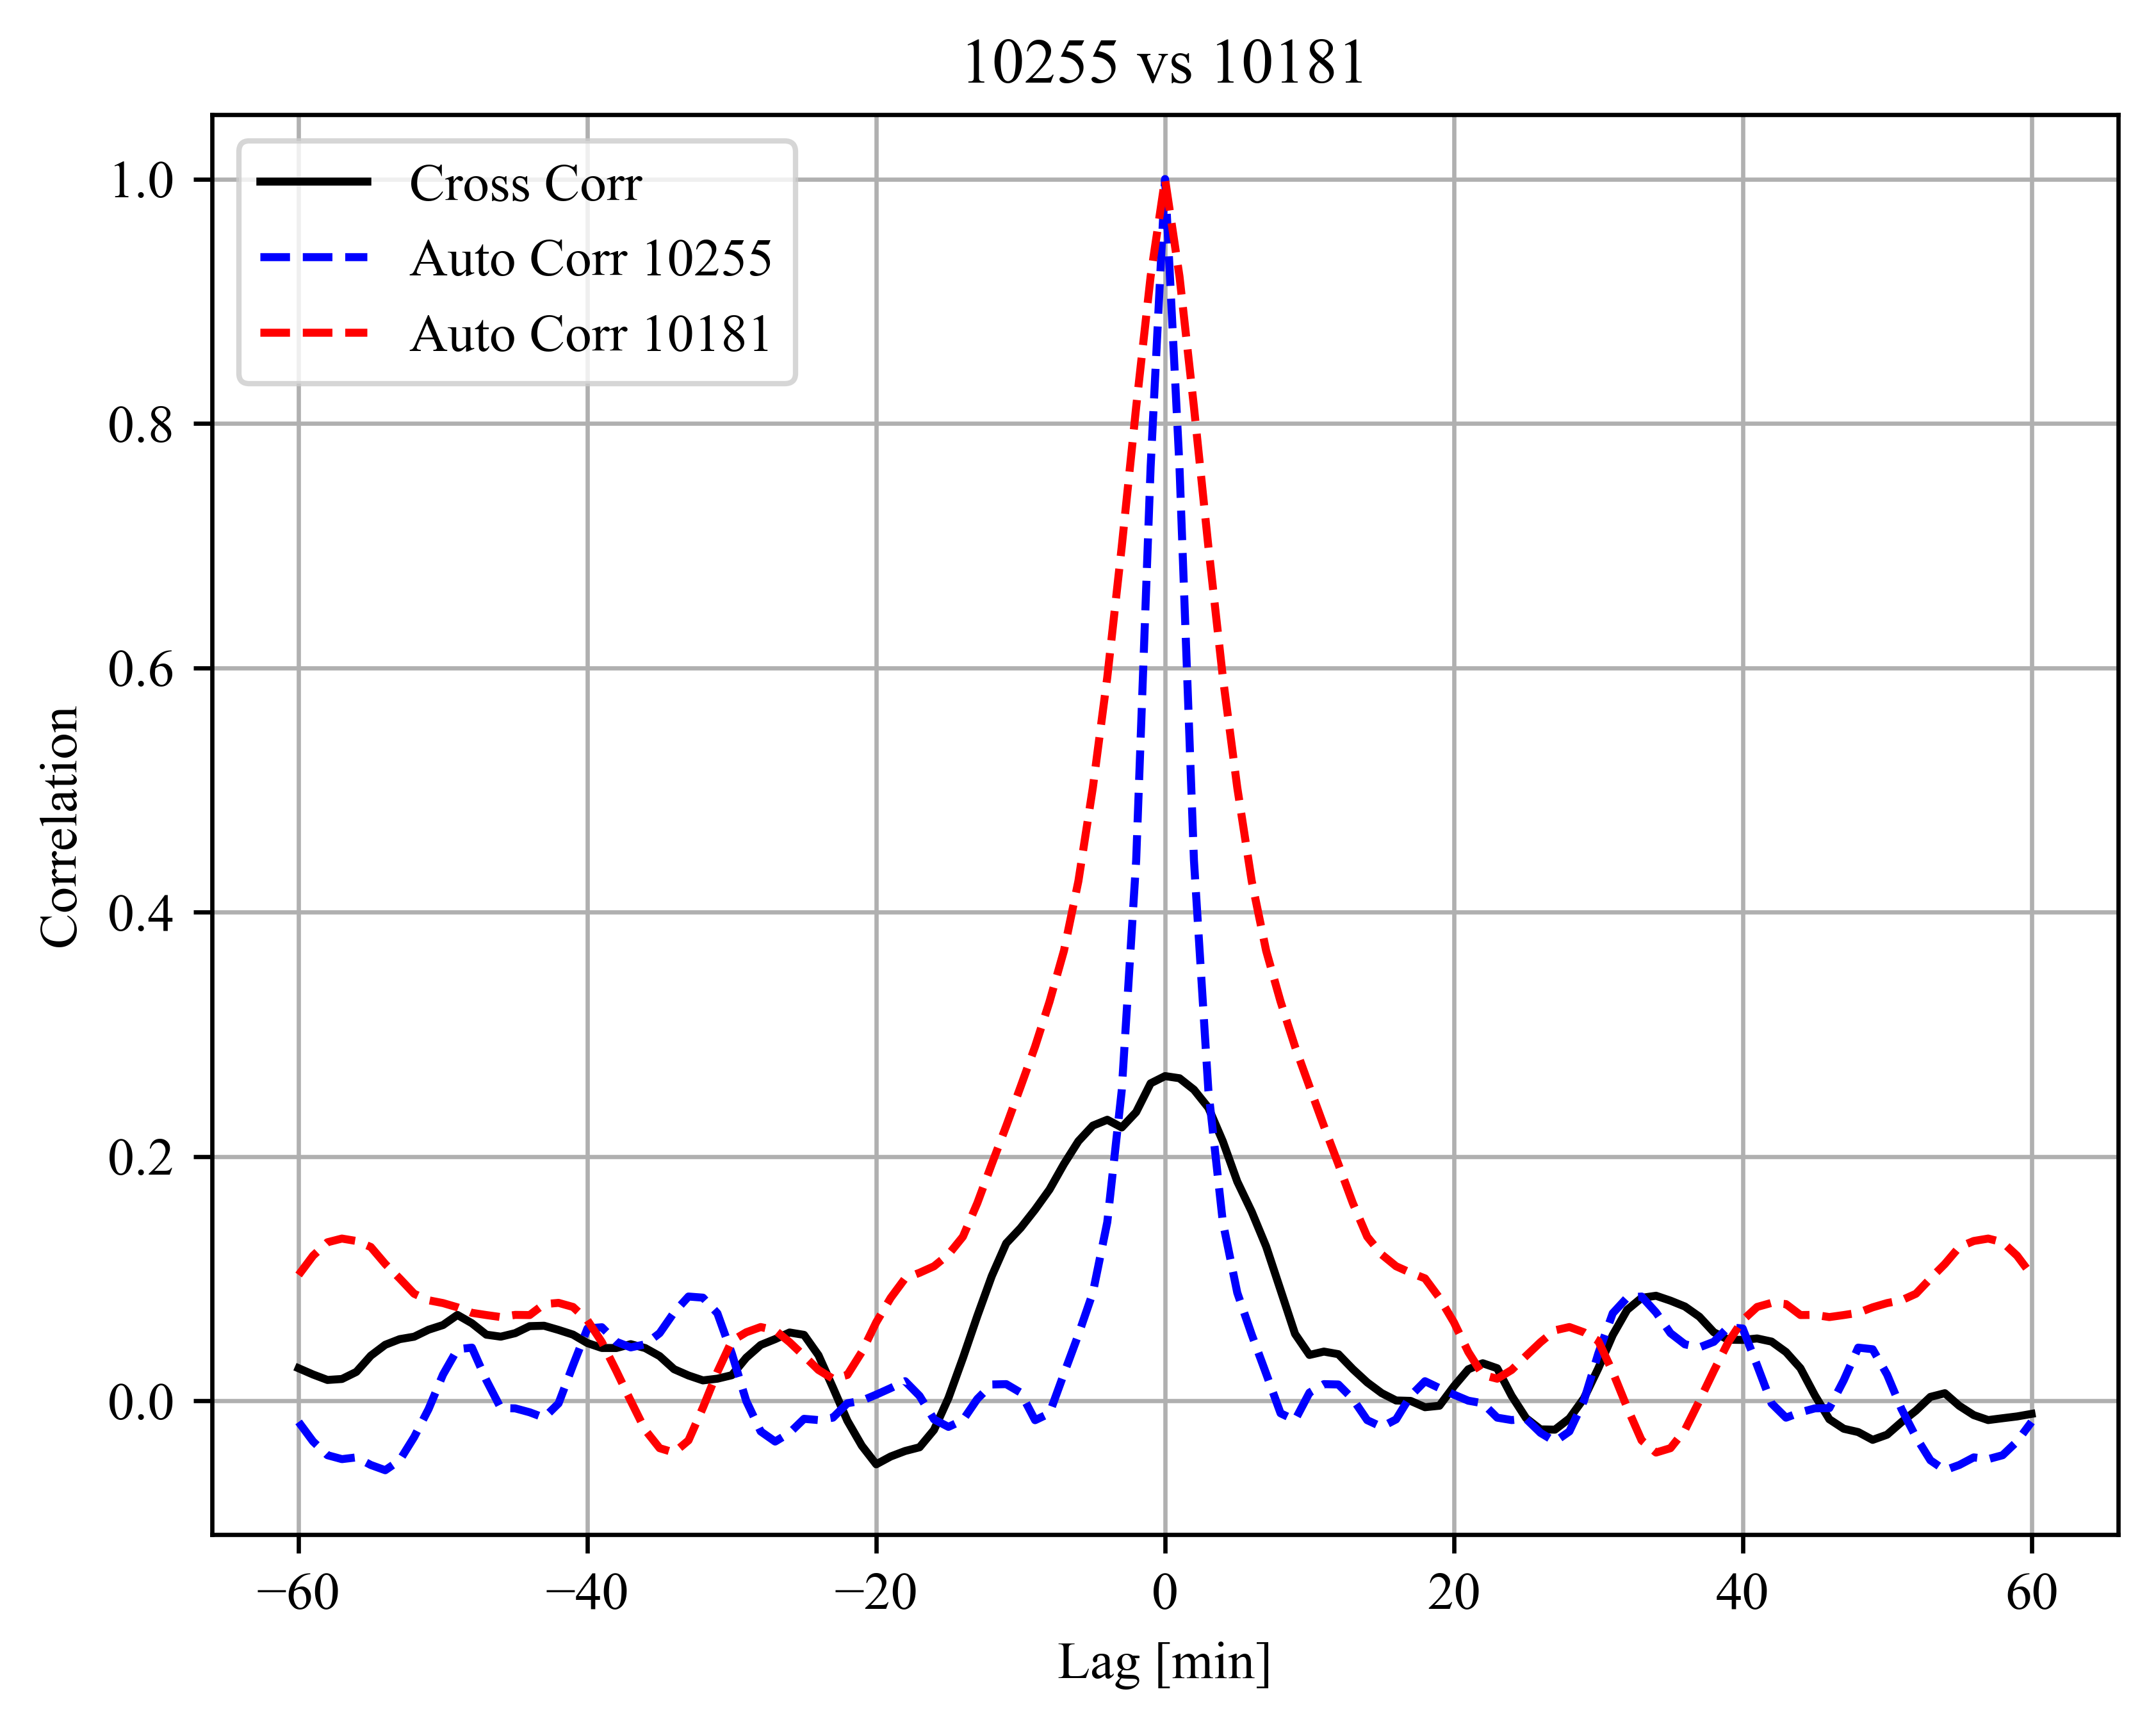 10255 vs 10181
Cross Corr
Auto Corr 10255
Auto Corr 10181
1.0
0.8
0.6
0.4
0.2
0.0
Correlation
−60 −40 −20 0 20 40 60
Lag [min]